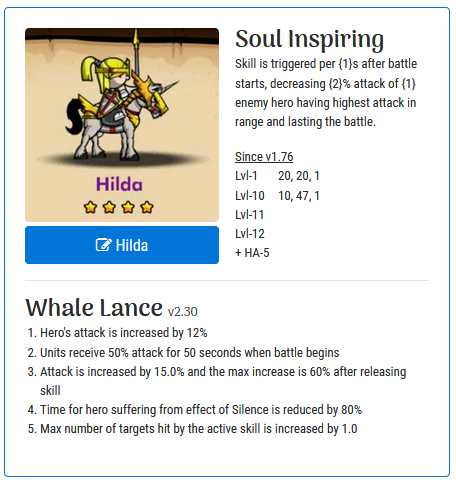 Soul Inspiring
Skill is triggered per {1}s after battle
starts, decreasing {2}% attack of {1}
enemy hero having highest attack in
range and lasting the battle.
Since v1.76
Lvl-1 20, 20, 1
Lvl-10 10, 47, 1
Lvl-11
Lvl-12
+ HA-5
Hilda
Hilda
Whale Lance v2.30
1. Hero's attack is increased by 12%
2. Units receive 50% attack for 50 seconds when battle begins
3. Attack is increased by 15.0% and the max increase is 60% after releasing
skill
4. Time for hero suffering from effect of Silence is reduced by 80%
5. Max number of targets hit by the active skill is increased by 1.0